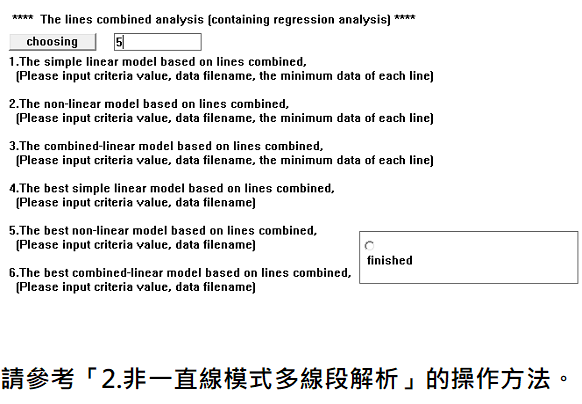 **** The lines combined analysis (containing regression analysis) ****
choosing 5
1.The simple linear model based on lines combined,
(Please input criteria value, data filename, the minimum data of each line)
2.The non-linear model based on lines combined,
(Please input criteria value, data filename, the minimum data of each line)
3.The combined-linear model based on lines combined,
(Please input criteria value, data filename, the minimum data of each line)
4.The best simple linear model based on lines combined,
(Please input criteria value, data filename)
5.The best non-linear model based on lines combined,
(Please input criteria value, data filename)
6.The best combined-linear model based on lines combined,
(Please input criteria value, data filename)
finished
請參考「2.非一直線模式多線段解析」的操作方法。